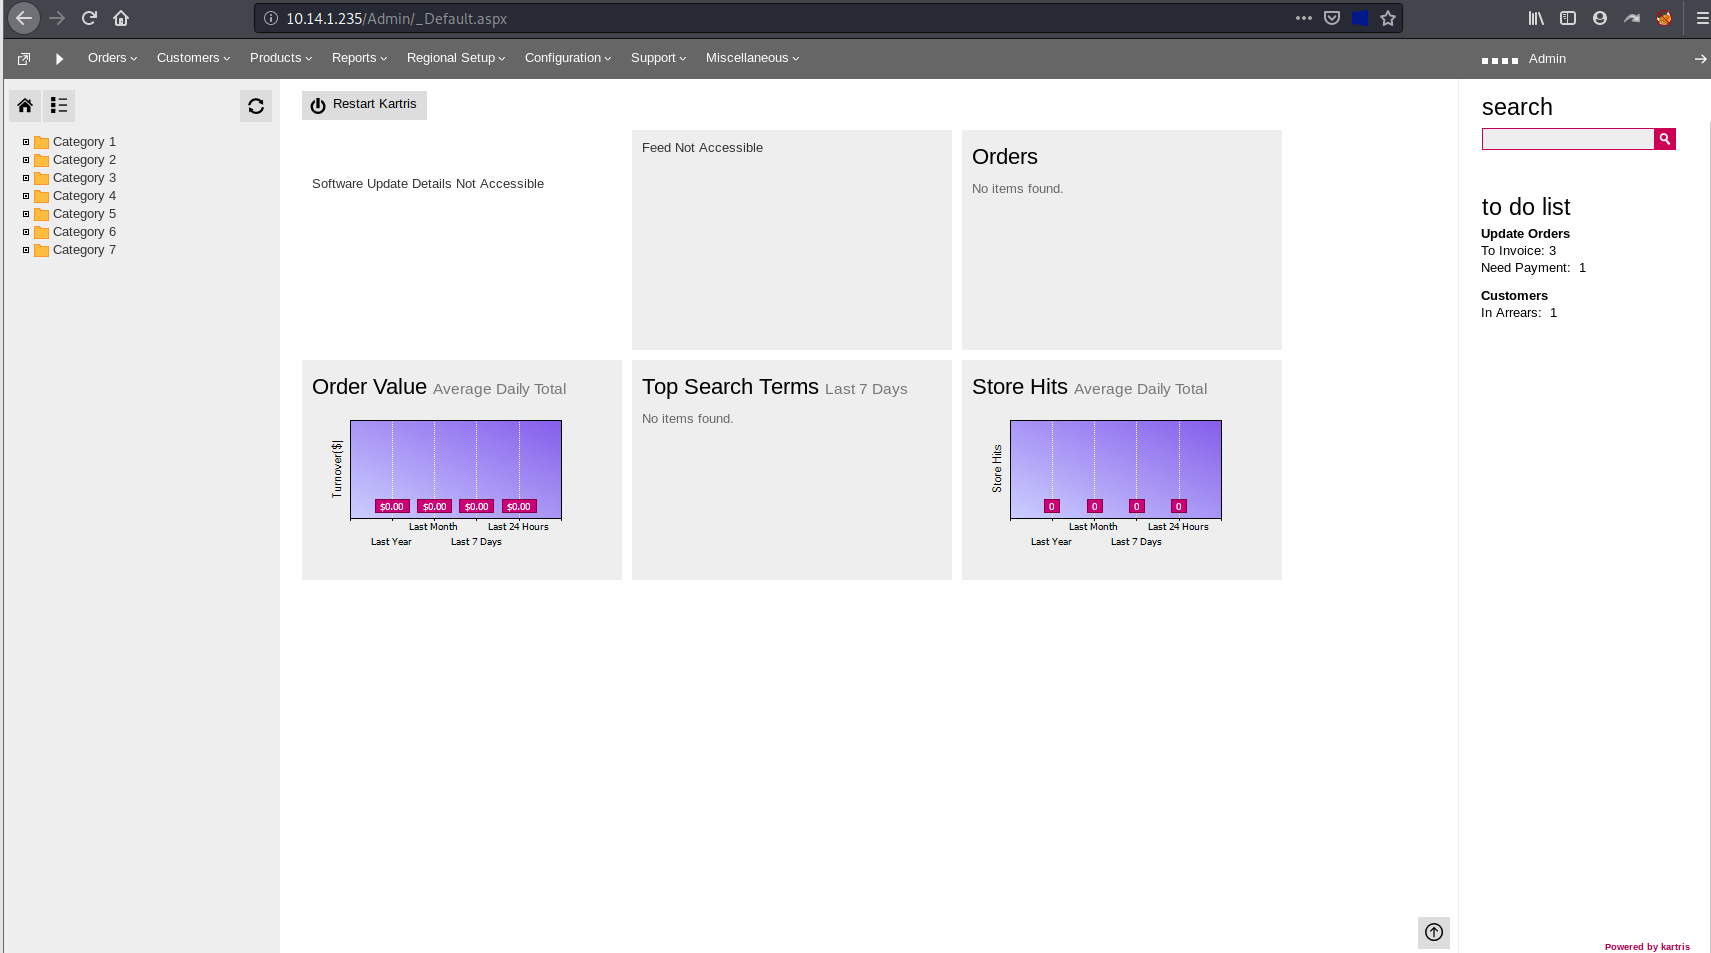 10.14.1.235/Admin/_Default.aspx
Orders Customers Products Reports Regional Setup Configuration Support Miscellaneous Admin
Restart Kartris
Category 1
Category 2
Category 3
Category 4
Category 5
Category 6
Category 7
Software Update Details Not Accessible
Feed Not Accessible
Orders
No items found.
Order Value Average Daily Total
Turnover($)
$0.00 $0.00 $0.00 $0.00
Last Month Last 24 Hours
Last Year Last 7 Days
Top Search Terms Last 7 Days
No items found.
Store Hits Average Daily Total
Store Hits
0 0 0 0
Last Month Last 24 Hours
Last Year Last 7 Days
search
to do list
Update Orders
To Invoice: 3
Need Payment: 1
Customers
In Arrears: 1
Powered by kartris